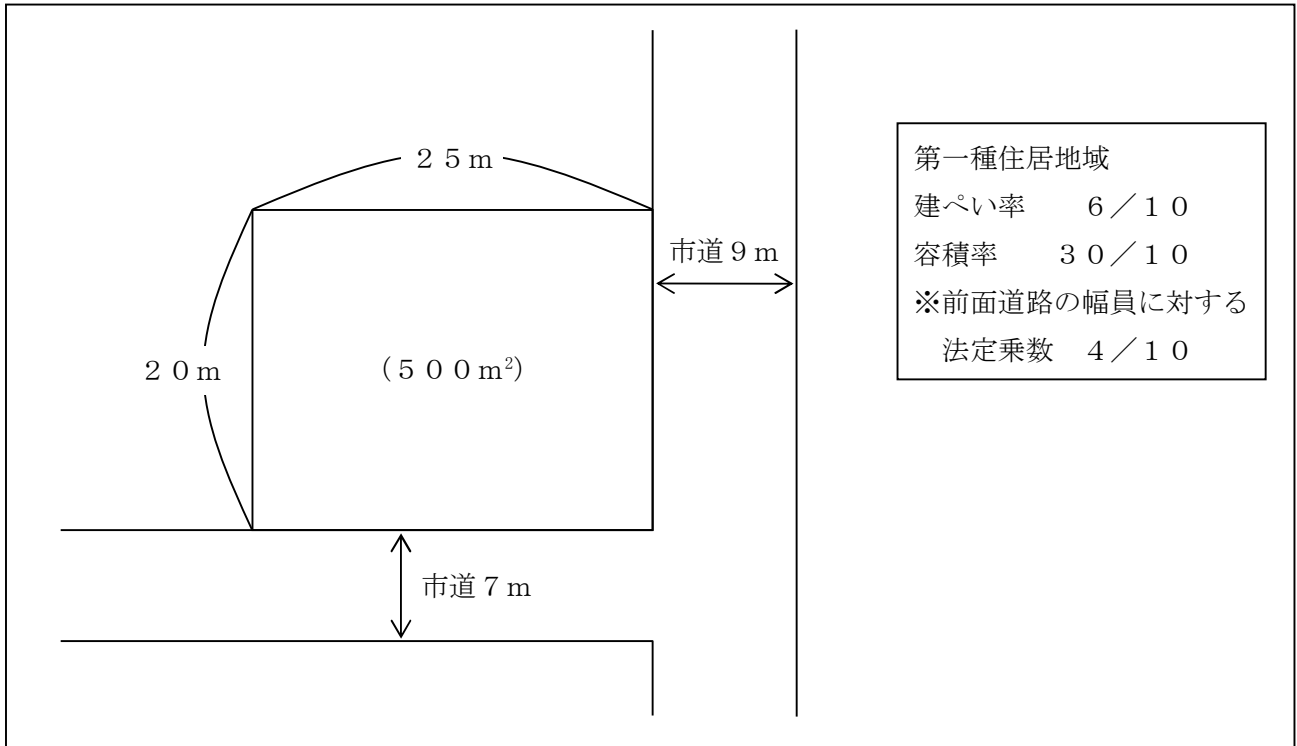 ２５ｍ
第一種住居地域
建ぺい率　　６／１０
容積率　　３０／１０
※前面道路の幅員に対する
法定乗数　４／１０
市道９ｍ
２０ｍ
（５００ｍ²）
市道７ｍ